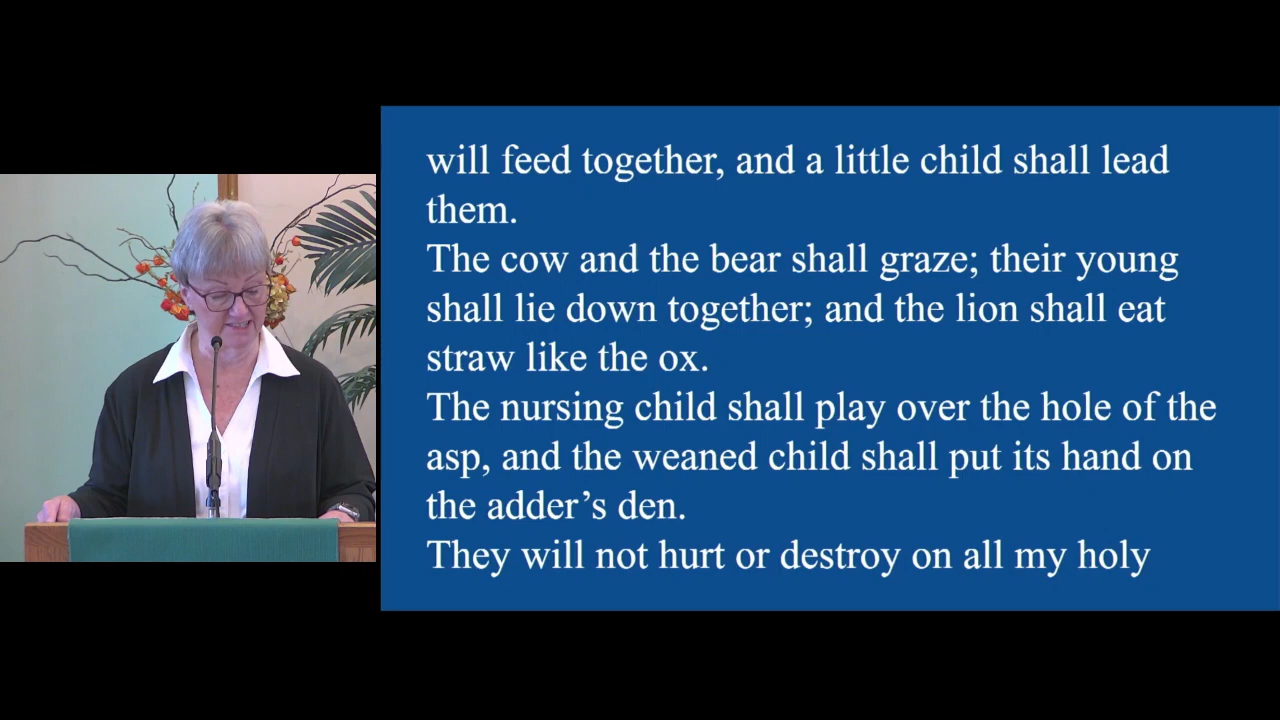 will feed together, and a little child shall lead
them.
The cow and the bear shall graze; their young
shall lie down together; and the lion shall eat
straw like the ox.
The nursing child shall play over the hole of the
asp, and the weaned child shall put its hand on
the adder’s den.
They will not hurt or destroy on all my holy